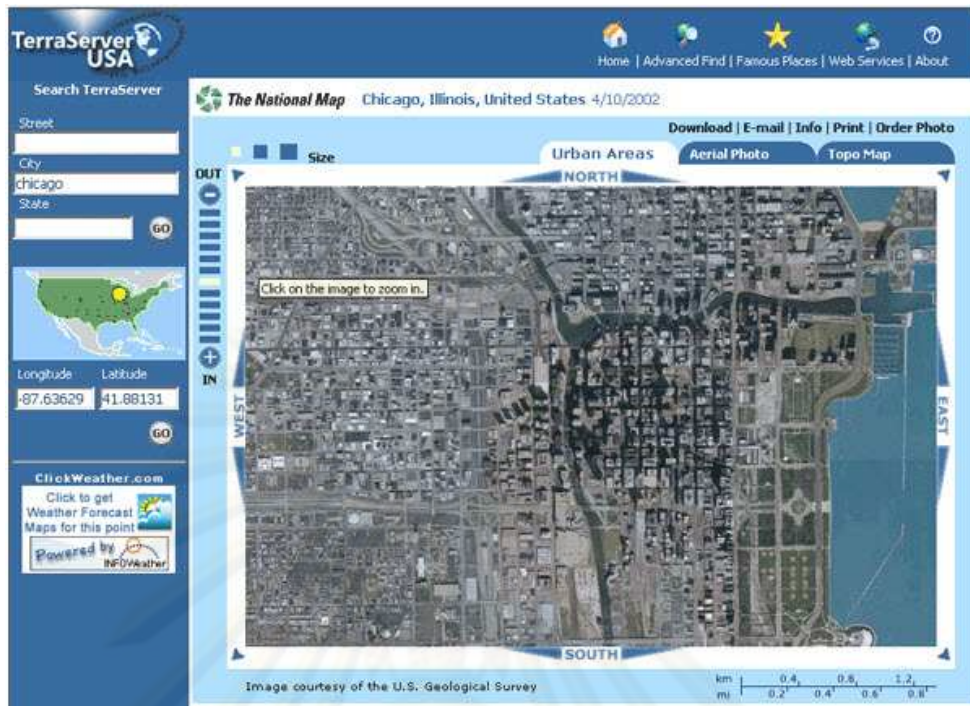 TerraServer
USA
Home | Advanced Find | Famous Places | Web Services | About
Search TerraServer
Street
City
chicago
State
GO
Longitude Latitude
-87.63629 41.88131
GO
ClickWeather.com
Click to get
Weather Forecast
Maps for this point
Powered by
INFOWeather
The National Map Chicago, Illinois, United States 4/10/2002
Download | E-mail | Info | Print | Order Photo
Size
Urban Areas Aerial Photo Topo Map
OUT
IN
NORTH
Click on the image to zoom in.
WEST
EAST
SOUTH
Image courtesy of the U.S. Geological Survey
km 0.4, 0.8, 1.2,
mi 0.2' 0.4' 0.6' 0.8'